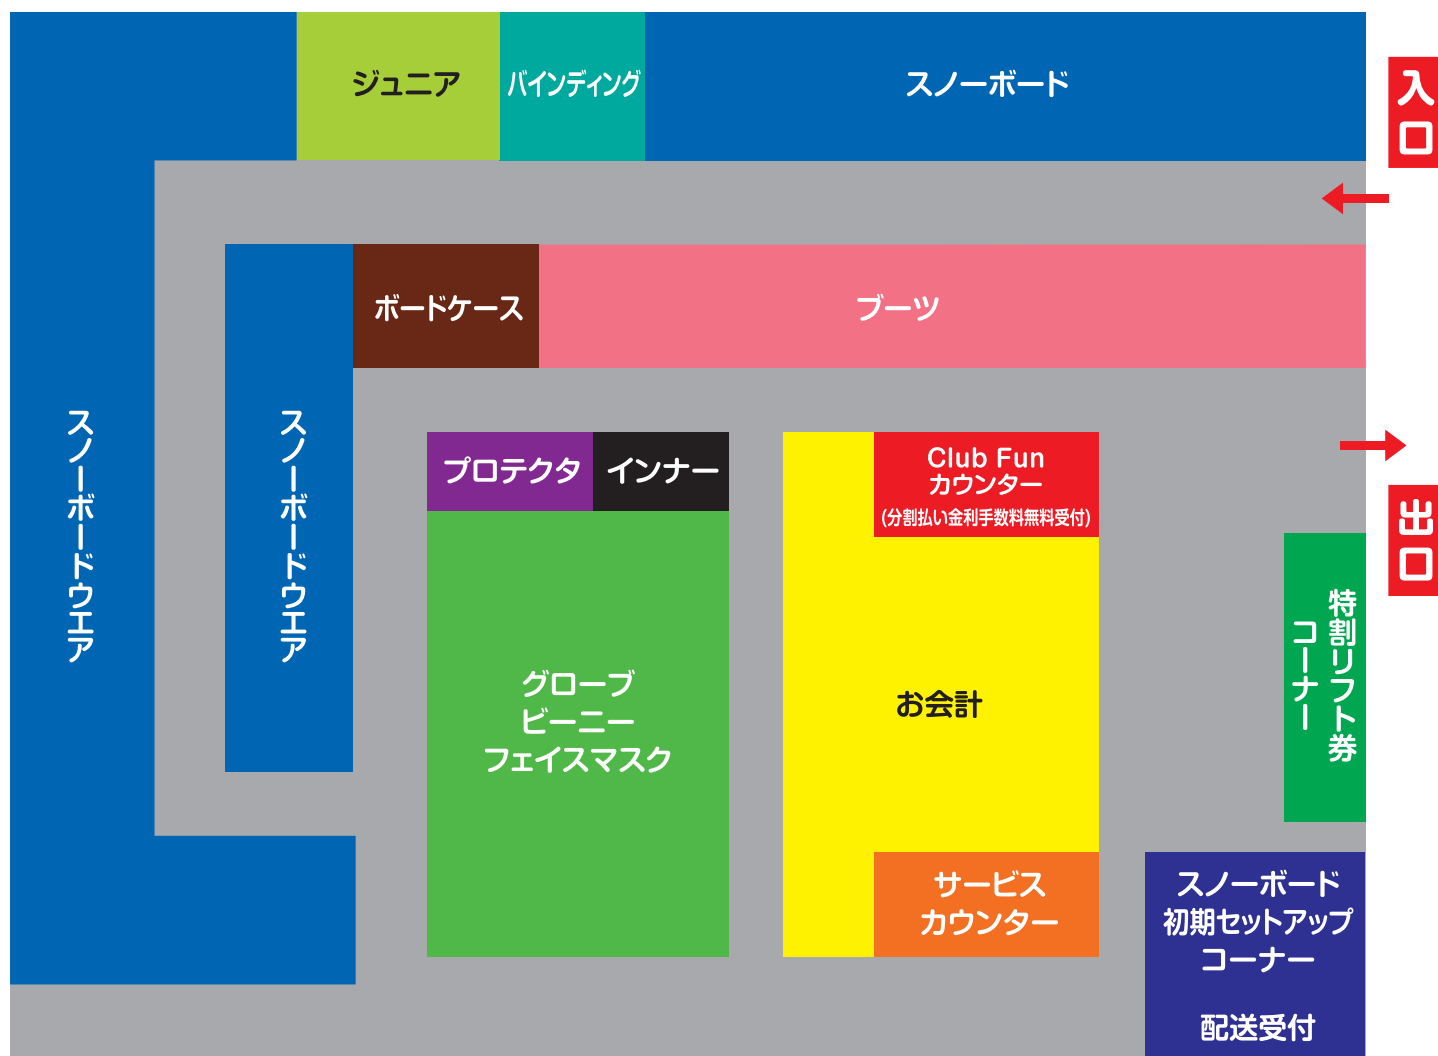 ジュニア
バインディング
スノーボード
入口
ボードケース
ブーツ
スノーボードウエア
スノーボードウエア
プロテクタ
インナー
Club Fun
カウンター
(分割払い金利手数料無料受付)
出口
特割リフト券
コーナー
グローブ
ビーニー
フェイスマスク
お会計
サービス
カウンター
スノーボード
初期セットアップ
コーナー
配送受付